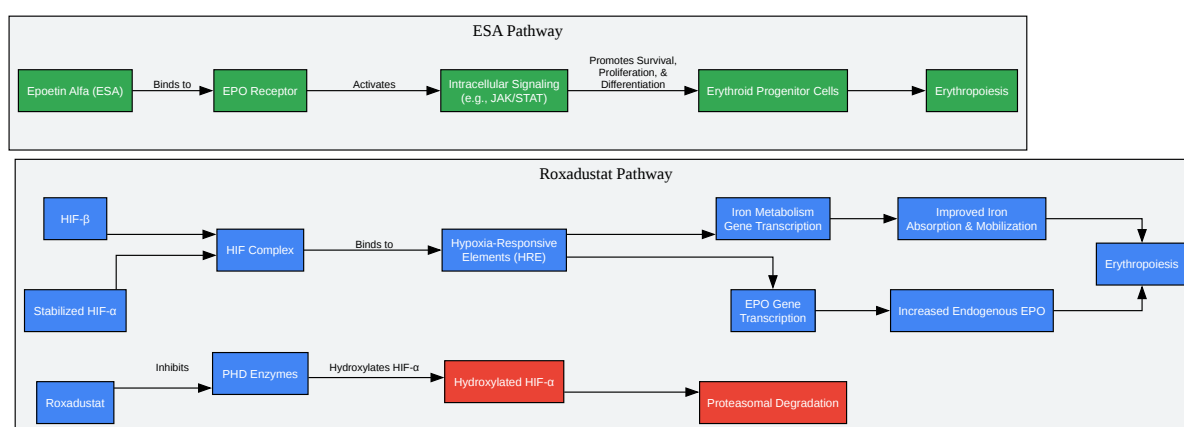 ESA Pathway
Epoetin Alfa (ESA)
Binds to
EPO Receptor
Activates
Intracellular Signaling
(e.g., JAK/STAT)
Promotes Survival,
Proliferation, &
Differentiation
Erythroid Progenitor Cells
Erythropoiesis
Roxadustat Pathway
HIF-β
Stabilized HIF-α
HIF Complex
Binds to
Hypoxia-Responsive
Elements (HRE)
Iron Metabolism
Gene Transcription
Improved Iron
Absorption & Mobilization
EPO Gene
Transcription
Increased Endogenous EPO
Erythropoiesis
Roxadustat
Inhibits
PHD Enzymes
Hydroxylates HIF-α
Hydroxylated HIF-α
Proteasomal Degradation